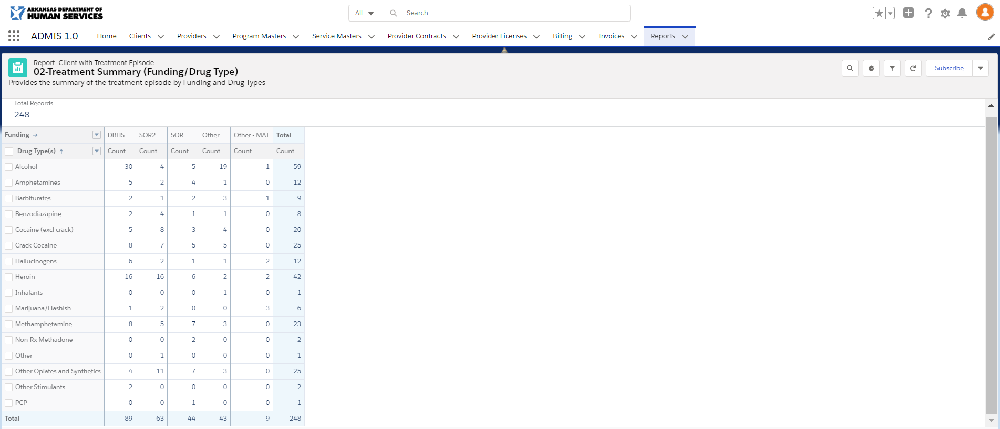 ARKANSAS DEPARTMENT OF
HUMAN SERVICES
All Search...
ADMIS 1.0 Home Clients Providers Program Masters Service Masters Provider Contracts Provider Licenses Billing Invoices Reports
Report: Client with Treatment Episode
02-Treatment Summary (Funding/Drug Type)
Provides the summary of the treatment episode by Funding and Drug Types
Subscribe
Total Records
248
Funding → DBHS SOR2 SOR Other Other - MAT Total
Drug Type(s) ↑ Count Count Count Count Count Count
Alcohol 30 4 5 19 1 59
Amphetamines 5 2 4 1 0 12
Barbiturates 2 1 2 3 1 9
Benzodiazapine 2 4 1 1 0 8
Cocaine (excl crack) 5 8 3 4 0 20
Crack Cocaine 8 7 5 5 0 25
Hallucinogens 6 2 1 1 2 12
Heroin 16 16 6 2 2 42
Inhalants 0 0 0 1 0 1
Marijuana/Hashish 1 2 0 0 3 6
Methamphetamine 8 5 7 3 0 23
Non-Rx Methadone 0 0 2 0 0 2
Other 0 1 0 0 0 1
Other Opiates and Synthetics 4 11 7 3 0 25
Other Stimulants 2 0 0 0 0 2
PCP 0 0 1 0 0 1
Total 89 63 44 43 9 248